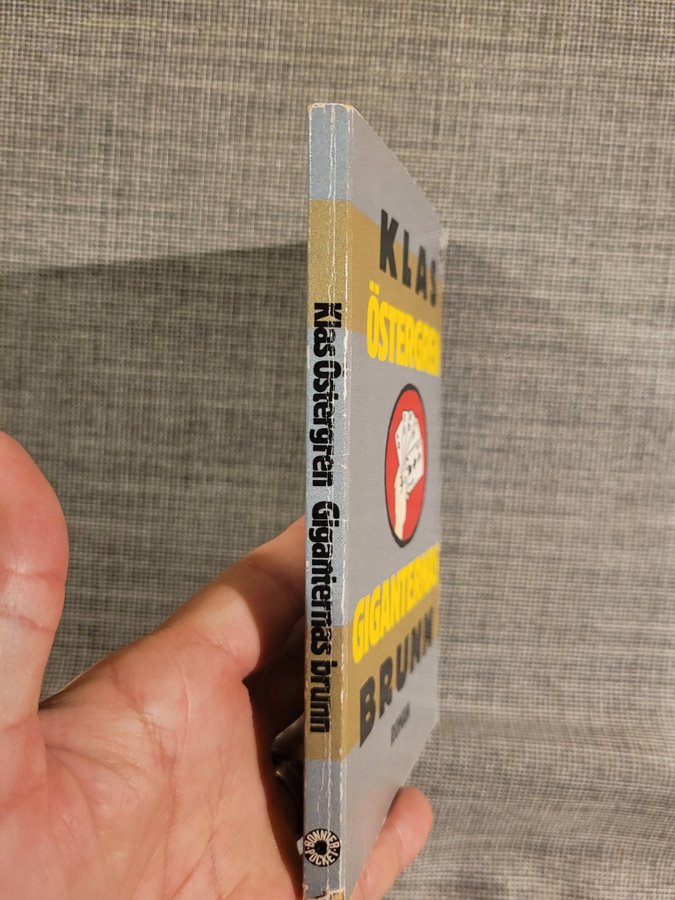 Klas Östergren Giganternas brunn
BONNIER
POCKET
KLAS
ÖSTERGREN
GIGANTERNAS
BRUNN
ROMAN